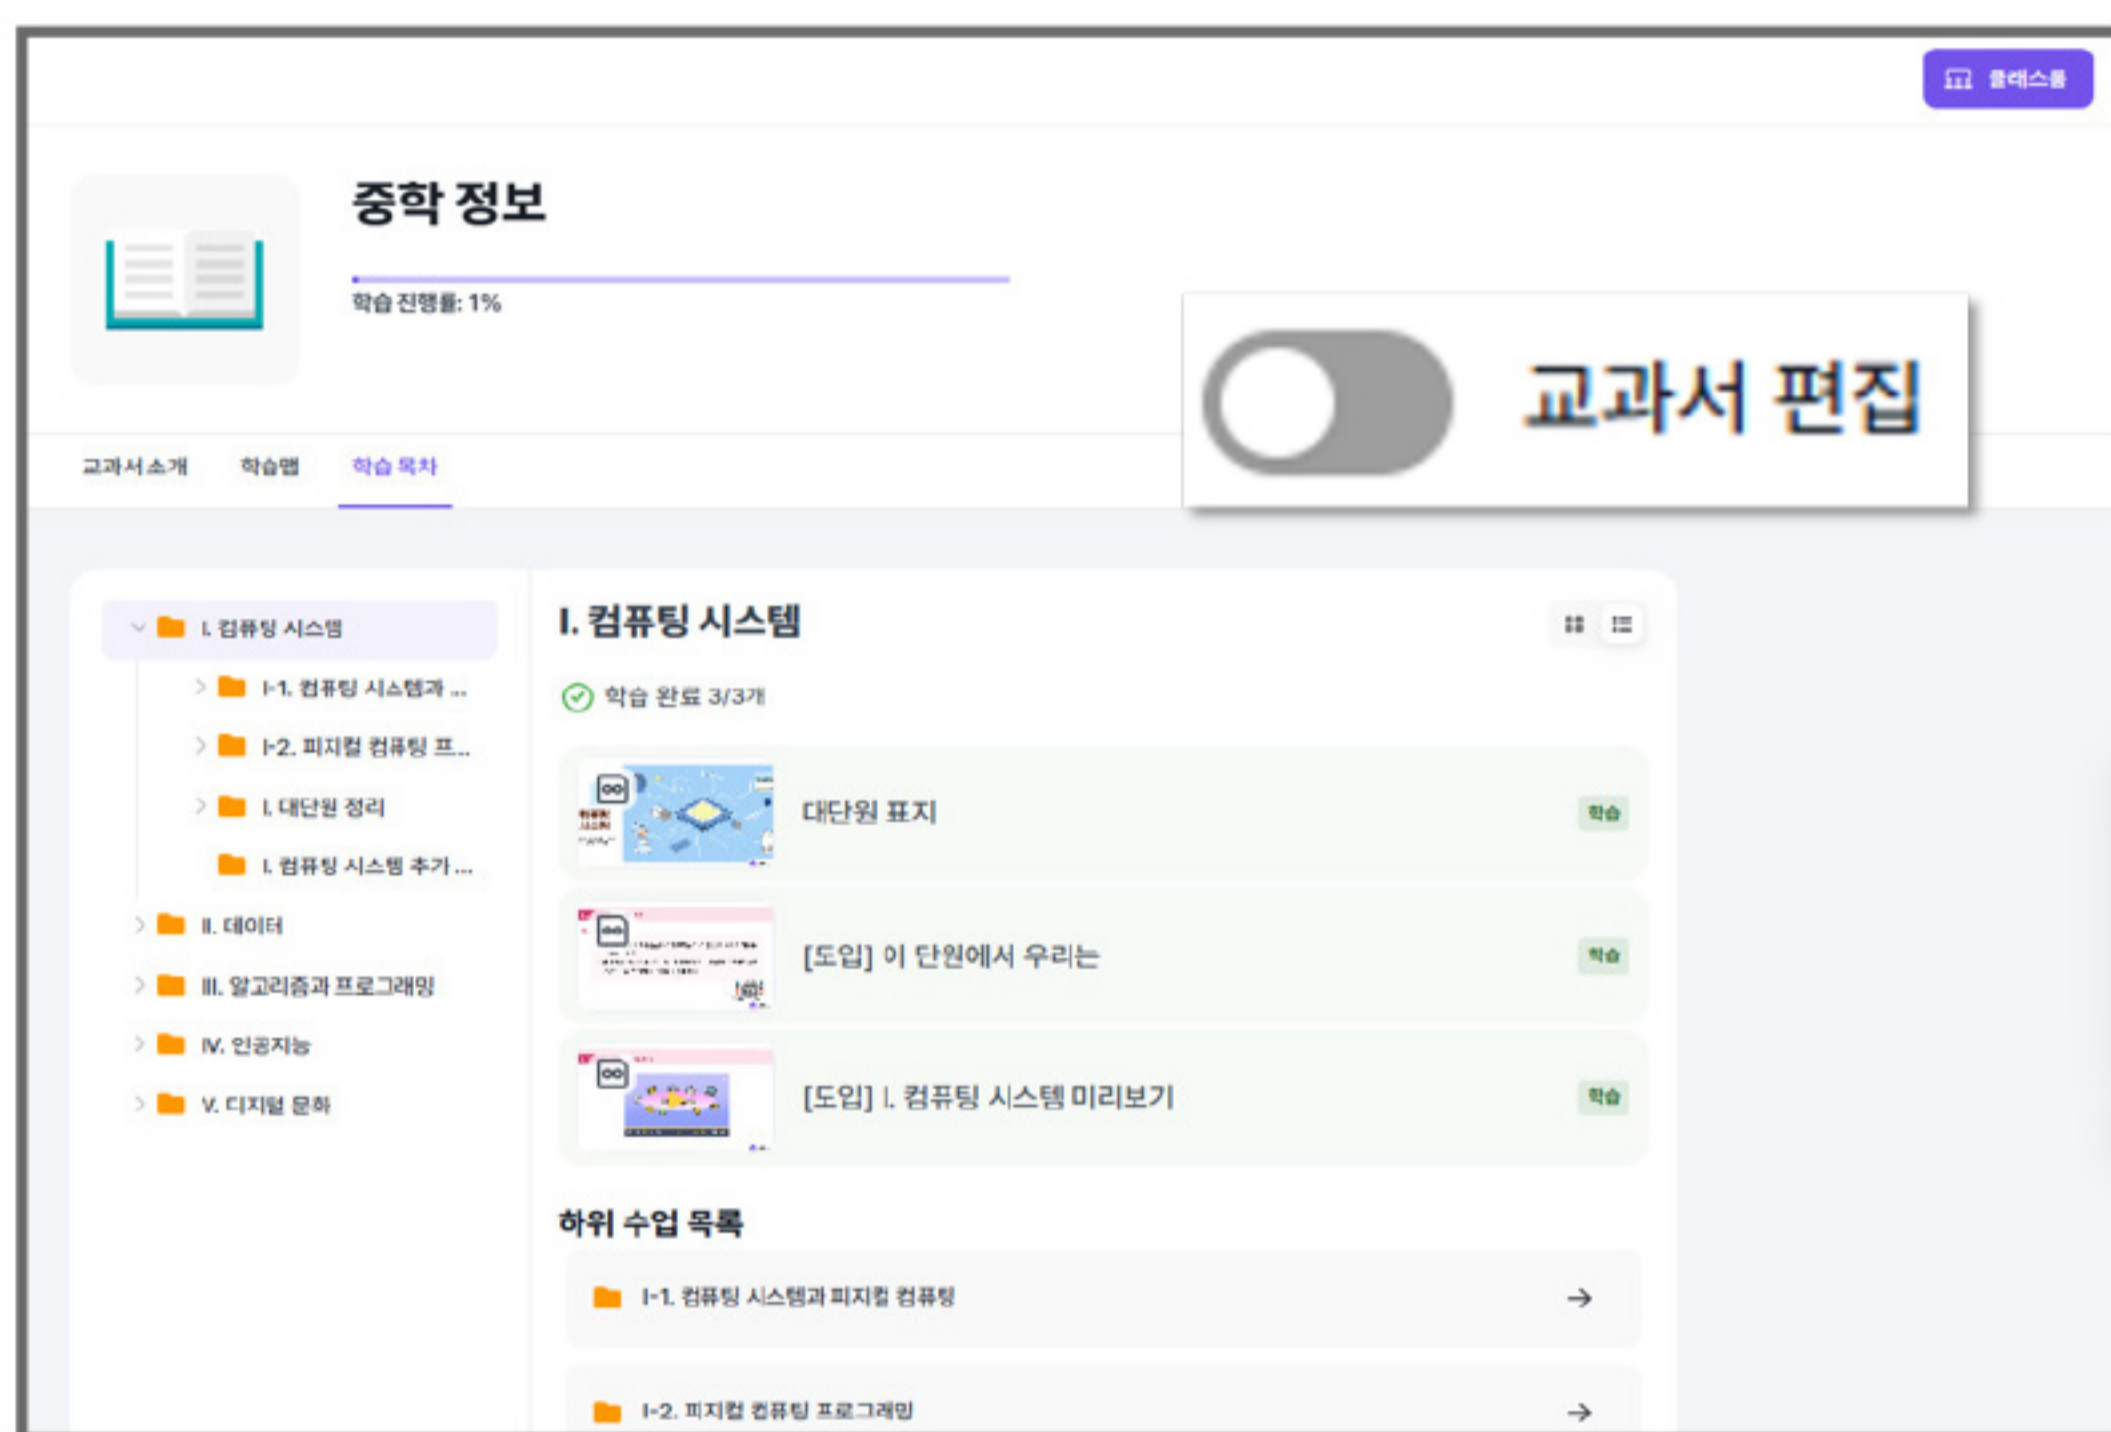 클래스룸
중학 정보
학습 진행률: 1%
교과서 편집
교과서 소개
학습맵
학습 목차
I. 컴퓨팅 시스템
I-1. 컴퓨팅 시스템과 ...
I-2. 피지컬 컴퓨팅 프...
I. 대단원 정리
I. 컴퓨팅 시스템 추가 ...
II. 데이터
III. 알고리즘과 프로그래밍
IV. 인공지능
V. 디지털 문화
I. 컴퓨팅 시스템
학습 완료 3/3개
대단원 표지
학습
[도입] 이 단원에서 우리는
학습
[도입] I. 컴퓨팅 시스템 미리보기
학습
하위 수업 목록
I-1. 컴퓨팅 시스템과 피지컬 컴퓨팅
I-2. 피지컬 컴퓨팅 프로그래밍